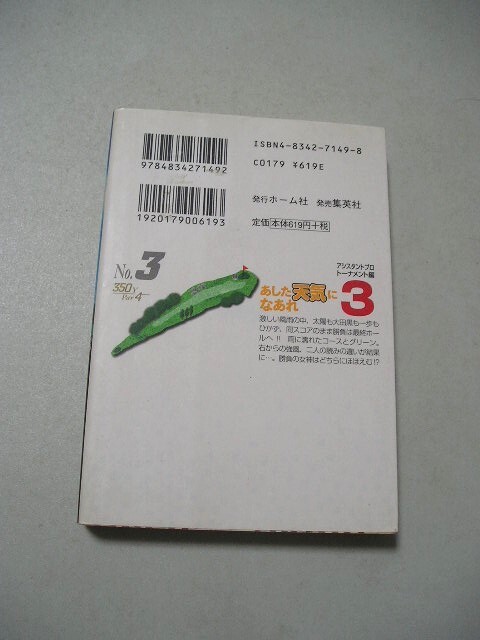 ISBN4-8342-7149-8
9784834271492
C0179 ¥619E
1920179006193
発行ホーム社 発売集英社
定価 本体619円+税
No.3
350Y
Par 4
アシスタントプロ
トーナメント編
あした天気に
なあれ
3
激しい風雨の中、太陽も大田黒も一歩も
ひかず、同スコアのまま勝負は最終ホー
ルへ!! 雨に濡れたコースとグリーン。
右からの強風、二人の読みの違いが結果
に…。勝負の女神はどちらにほほえむ!?